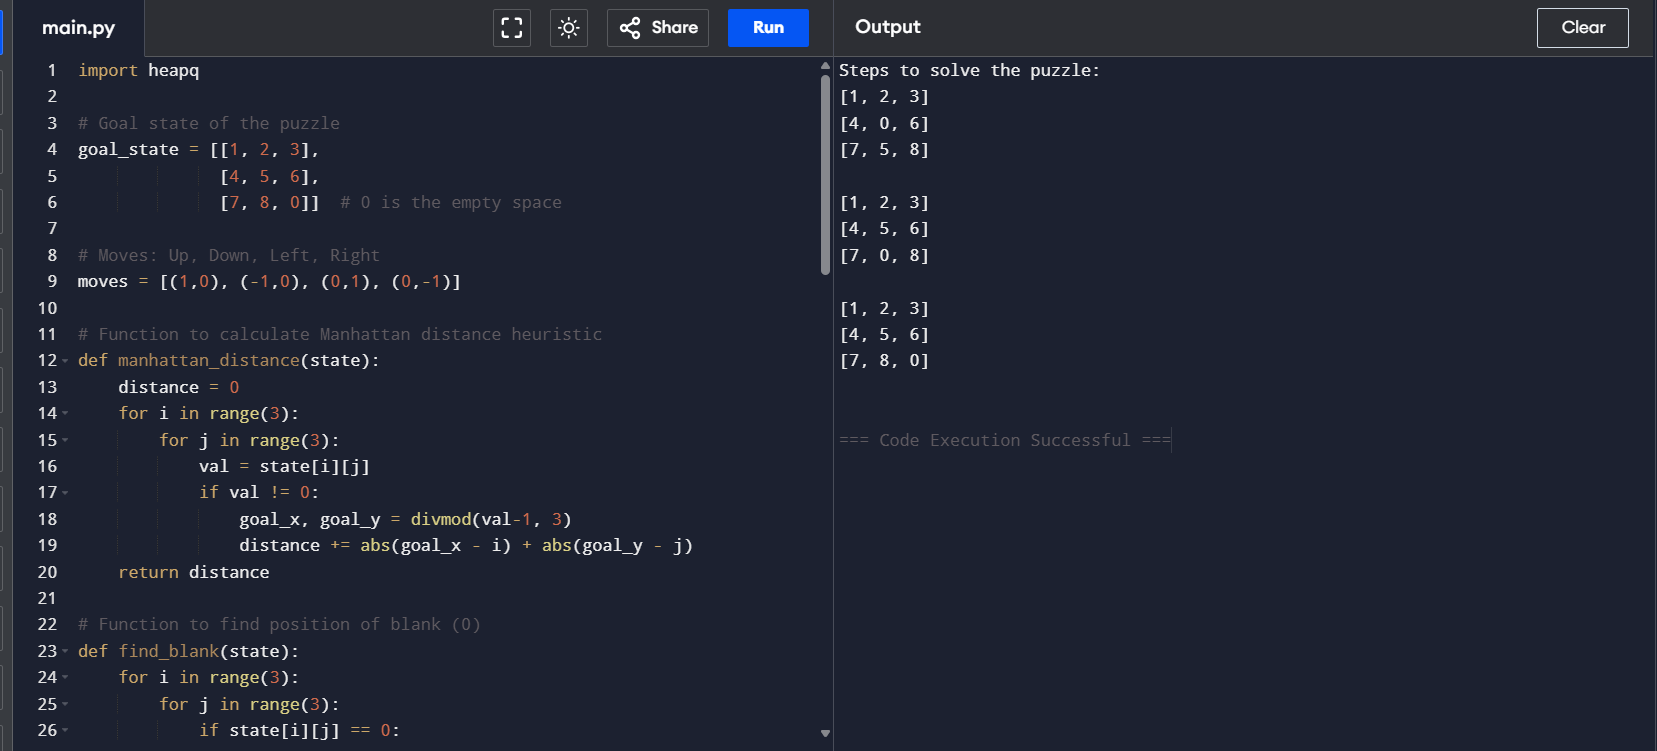 main.py
Share
Run
1 import heapq
2
3 # Goal state of the puzzle
4 goal_state = [[1, 2, 3],
5               [4, 5, 6],
6               [7, 8, 0]]  # 0 is the empty space
7
8 # Moves: Up, Down, Left, Right
9 moves = [(1,0), (-1,0), (0,1), (0,-1)]
10
11 # Function to calculate Manhattan distance heuristic
12 def manhattan_distance(state):
13     distance = 0
14     for i in range(3):
15         for j in range(3):
16             val = state[i][j]
17             if val != 0:
18                 goal_x, goal_y = divmod(val-1, 3)
19                 distance += abs(goal_x - i) + abs(goal_y - j)
20     return distance
21
22 # Function to find position of blank (0)
23 def find_blank(state):
24     for i in range(3):
25         for j in range(3):
26             if state[i][j] == 0:
Output
Clear
Steps to solve the puzzle:
[1, 2, 3]
[4, 0, 6]
[7, 5, 8]

[1, 2, 3]
[4, 5, 6]
[7, 0, 8]

[1, 2, 3]
[4, 5, 6]
[7, 8, 0]

=== Code Execution Successful ===